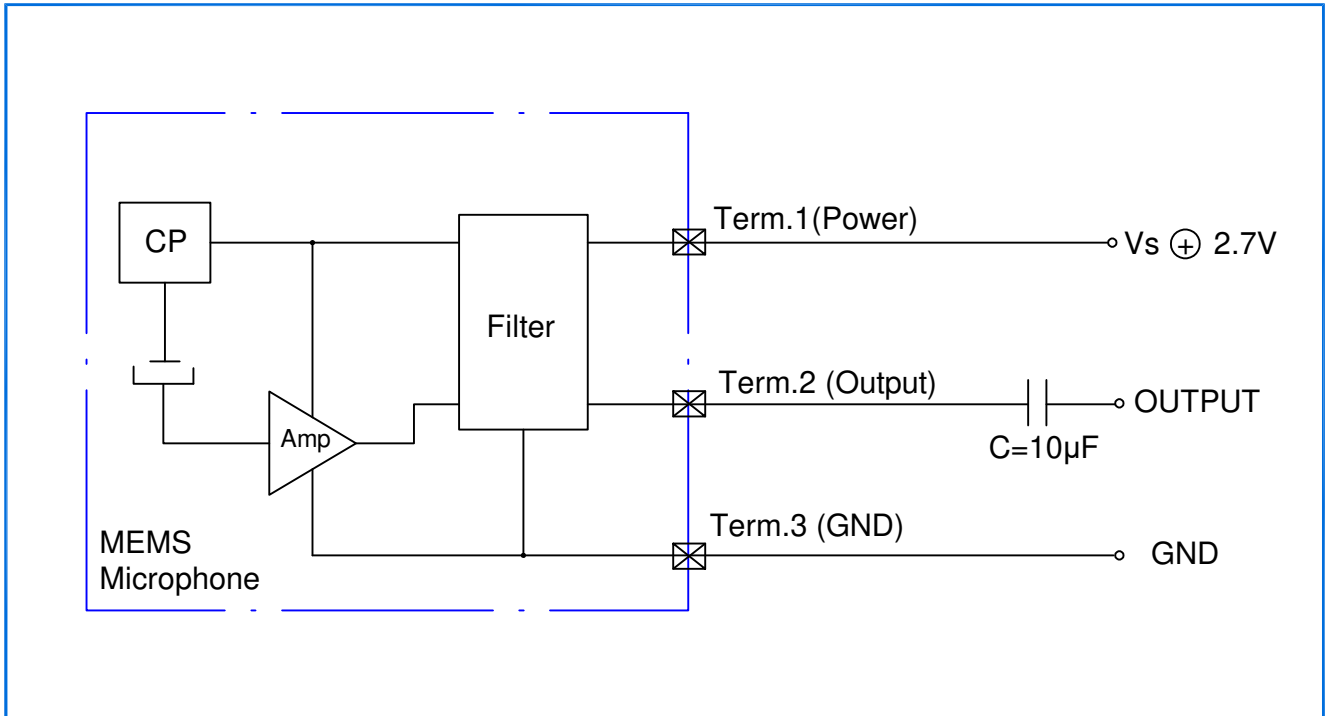 Term.1(Power)
CP
Vs + 2.7V
Filter
Term.2 (Output)
OUTPUT
Amp
C=10µF
Term.3 (GND)
MEMS
Microphone
GND